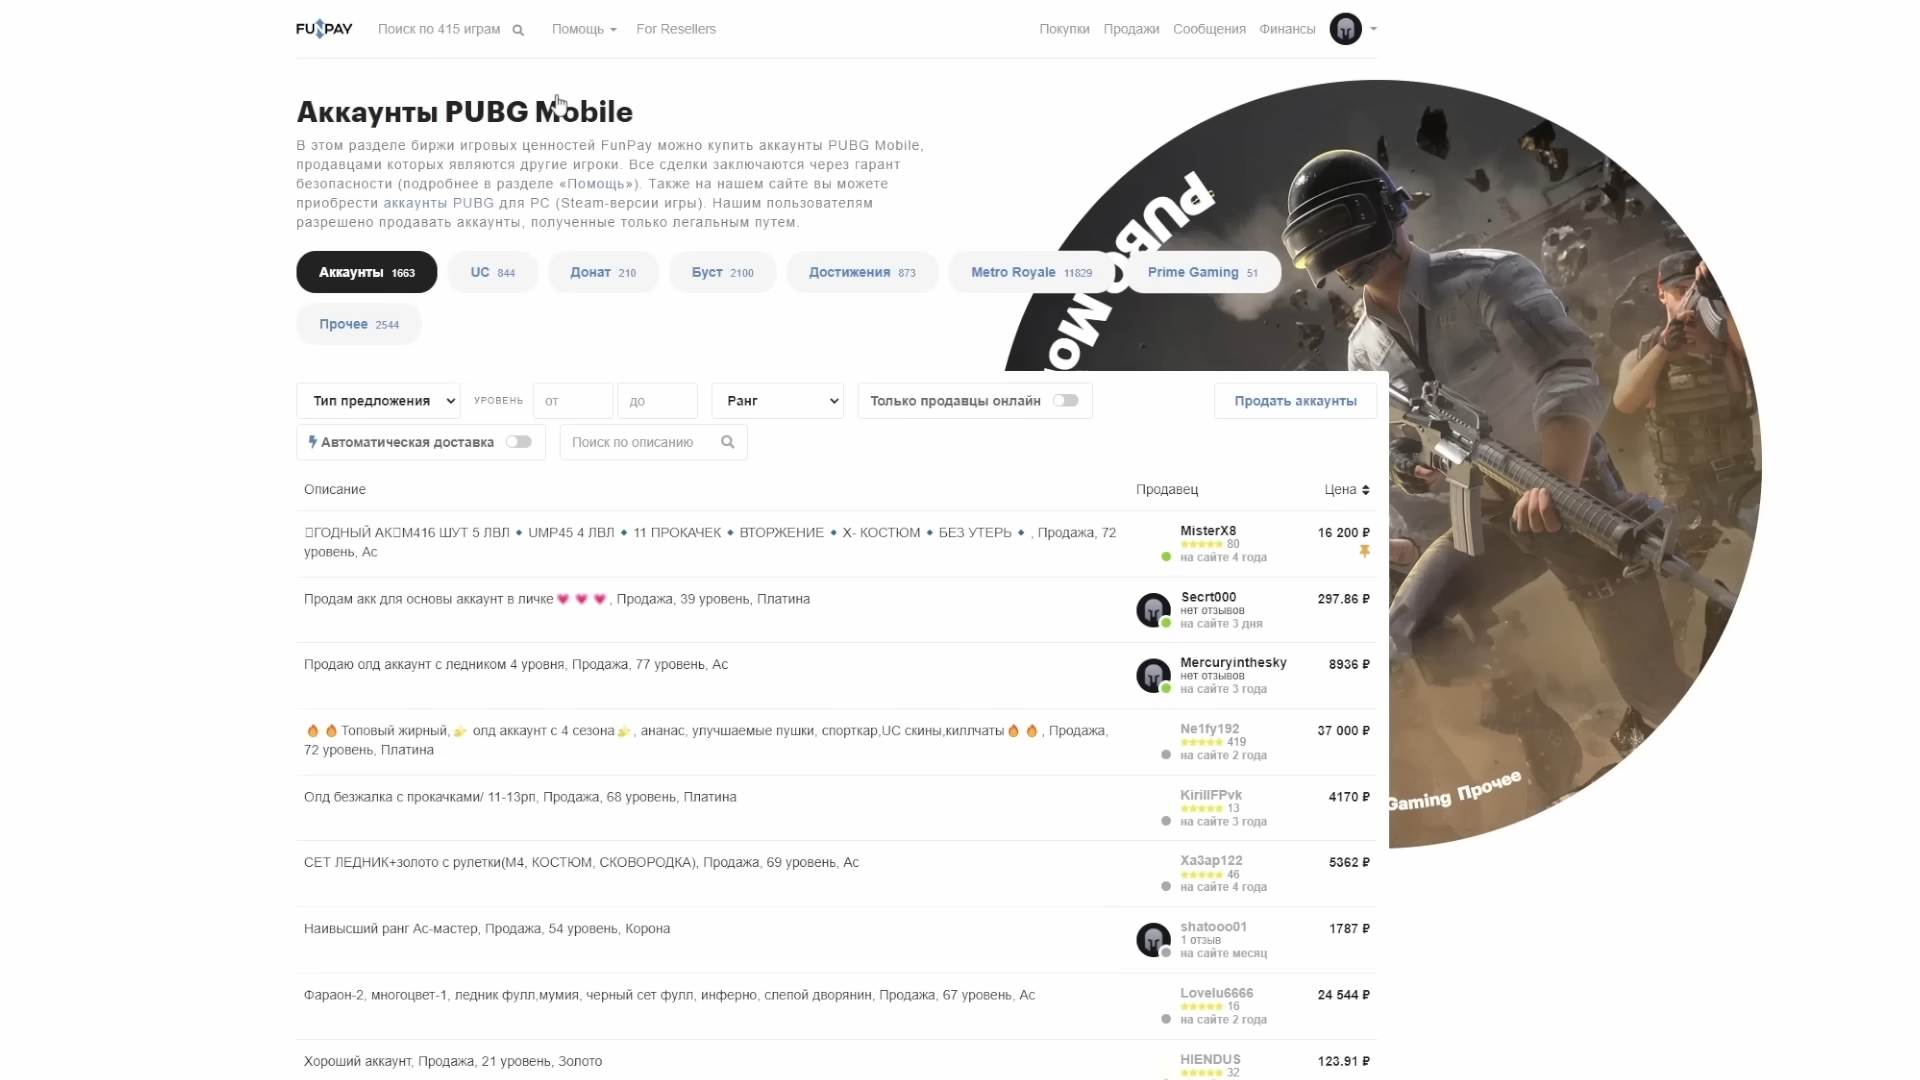 FUNPAY
Поиск по 415 играм
Помощь
For Resellers
Покупки
Продажи
Сообщения
Финансы
Аккаунты PUBG Mobile
В этом разделе биржи игровых ценностей FunPay можно купить аккаунты PUBG Mobile,
продавцами которых являются другие игроки. Все сделки заключаются через гарант
безопасности (подробнее в разделе «Помощь»). Также на нашем сайте вы можете
приобрести аккаунты PUBG для PC (Steam-версии игры). Нашим пользователям
разрешено продавать аккаунты, полученные только легальным путем.
PUBG Mo
Аккаунты 1663
UC 844
Донат 210
Буст 2100
Достижения 873
Metro Royale 11829
Prime Gaming 51
Прочее 2544
Тип предложения
УРОВЕНЬ
от
до
Ранг
Только продавцы онлайн
Продать аккаунты
Автоматическая доставка
Поиск по описанию
Описание
Продавец
Цена
ГОДНЫЙ АК М416 ШУТ 5 ЛВЛ 🔹 UMP45 4 ЛВЛ 🔹 11 ПРОКАЧЕК 🔹 ВТОРЖЕНИЕ 🔹 Х- КОСТЮМ 🔹 БЕЗ УТЕРЬ 🔹 , Продажа, 72
уровень, Ас
MisterX8
80
на сайте 4 года
16 200 ₽
Продам акк для основы аккаунт в личке💗 💗 💗 , Продажа, 39 уровень, Платина
Secrt000
нет отзывов
на сайте 3 дня
297.86 ₽
Продаю олд аккаунт с ледником 4 уровня, Продажа, 77 уровень, Ас
Mercuryinthesky
нет отзывов
на сайте 3 года
8936 ₽
🔥 🔥 Топовый жирный, 💫 олд аккаунт с 4 сезона 💫 , ананас, улучшаемые пушки, спорткар,UC скины,киллчаты🔥 🔥 , Продажа,
72 уровень, Платина
Ne1fy192
419
на сайте 2 года
37 000 ₽
Gaming Прочее
Олд безжалка с прокачками/ 11-13рп, Продажа, 68 уровень, Платина
KirillFPvk
13
на сайте 3 года
4170 ₽
СЕТ ЛЕДНИК+золото с рулетки(М4, КОСТЮМ, СКОВОРОДКА), Продажа, 69 уровень, Ас
Xa3ap122
46
на сайте 4 года
5362 ₽
Наивысший ранг Ас-мастер, Продажа, 54 уровень, Корона
shatooo01
1 отзыв
на сайте месяц
1787 ₽
Фараон-2, многоцвет-1, ледник фулл,мумия, черный сет фулл, инферно, слепой дворянин, Продажа, 67 уровень, Ас
Lovelu6666
16
на сайте 2 года
24 544 ₽
Хороший аккаунт, Продажа, 21 уровень, Золото
HIENDUS
32
123.91 ₽